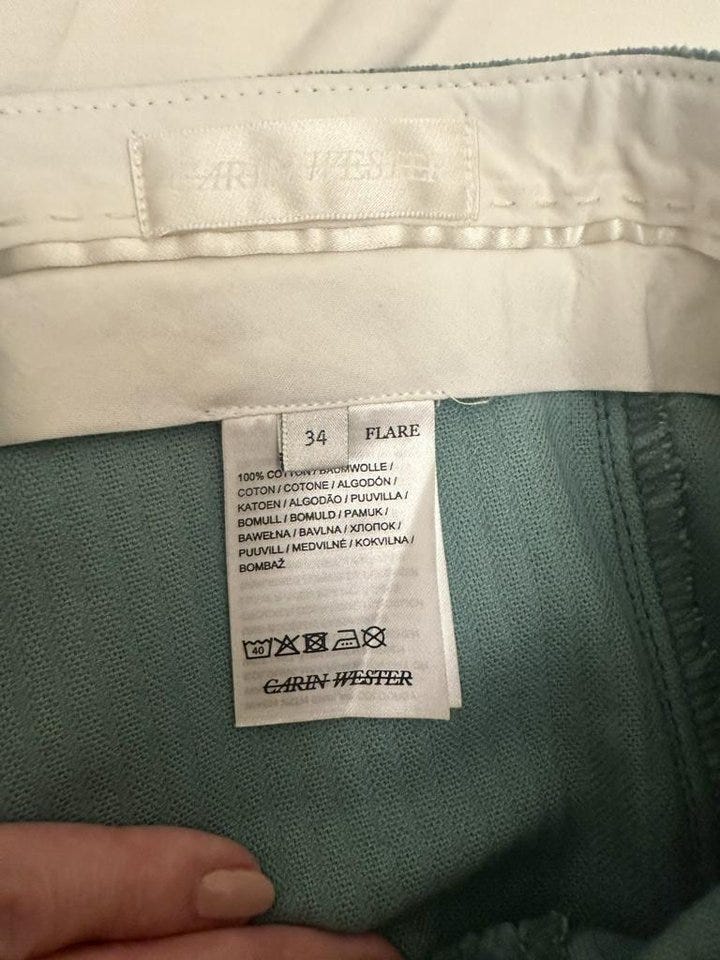 CARIN WESTER
34 FLARE
100% COTTON / BAUMWOLLE /
COTON / COTONE / ALGODÓN /
KATOEN / ALGODÃO / PUUVILLA /
BOMULL / BOMULD / PAMUK /
BAWEŁNA / BAVLNA / ХЛОПОК /
PUUVILL / MEDVILNĖ / KOKVILNA /
BOMBAŽ
40
CARIN WESTER